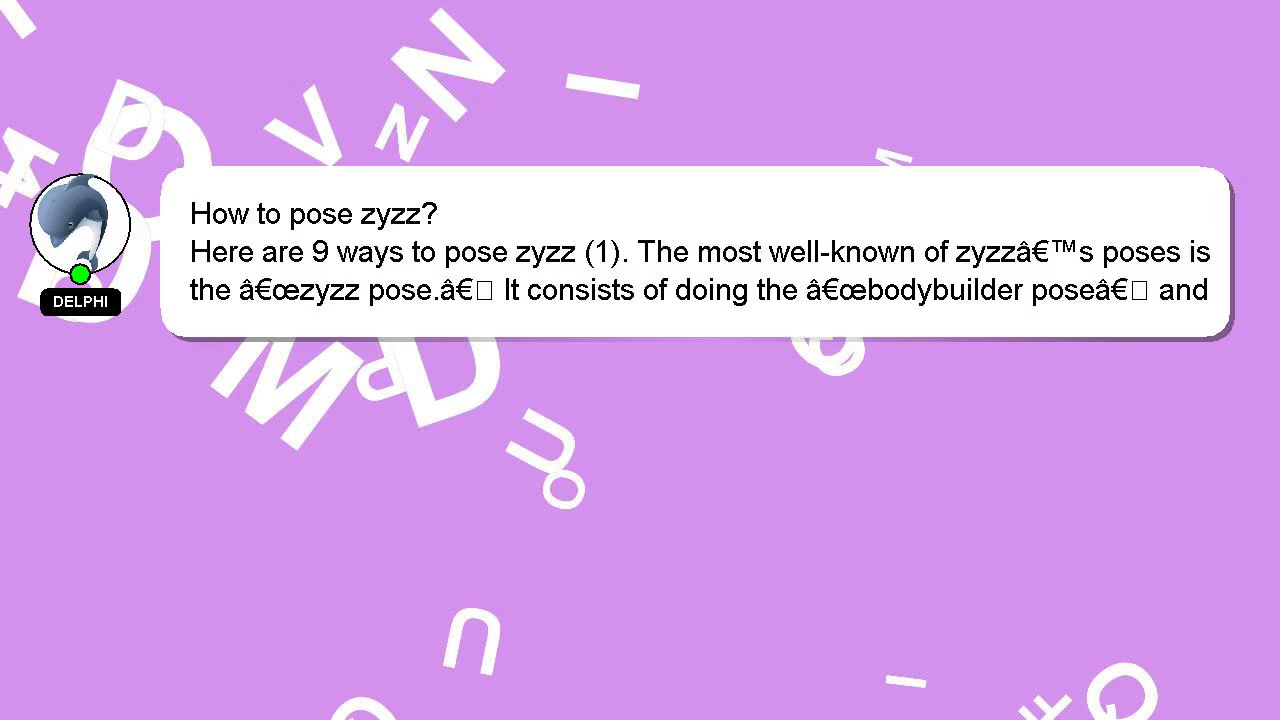 How to pose zyzz?
Here are 9 ways to pose zyzz (1). The most well-known of zyzzâ€™s poses is
the â€œzyzz pose.â€□ It consists of doing the â€œbodybuilder poseâ€□ and
DELPHI